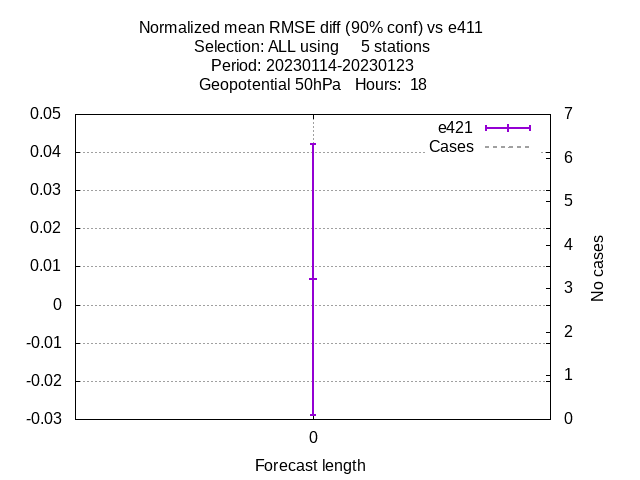 Normalized mean RMSE diff (90% conf) vs e411
Selection: ALL using     5 stations
Period: 20230114-20230123
Geopotential 50hPa   Hours:  18
0.05
0.04
0.03
0.02
0.01
0
-0.01
-0.02
-0.03
7
6
5
4
3
2
1
0
e421
Cases
No cases
0
Forecast length